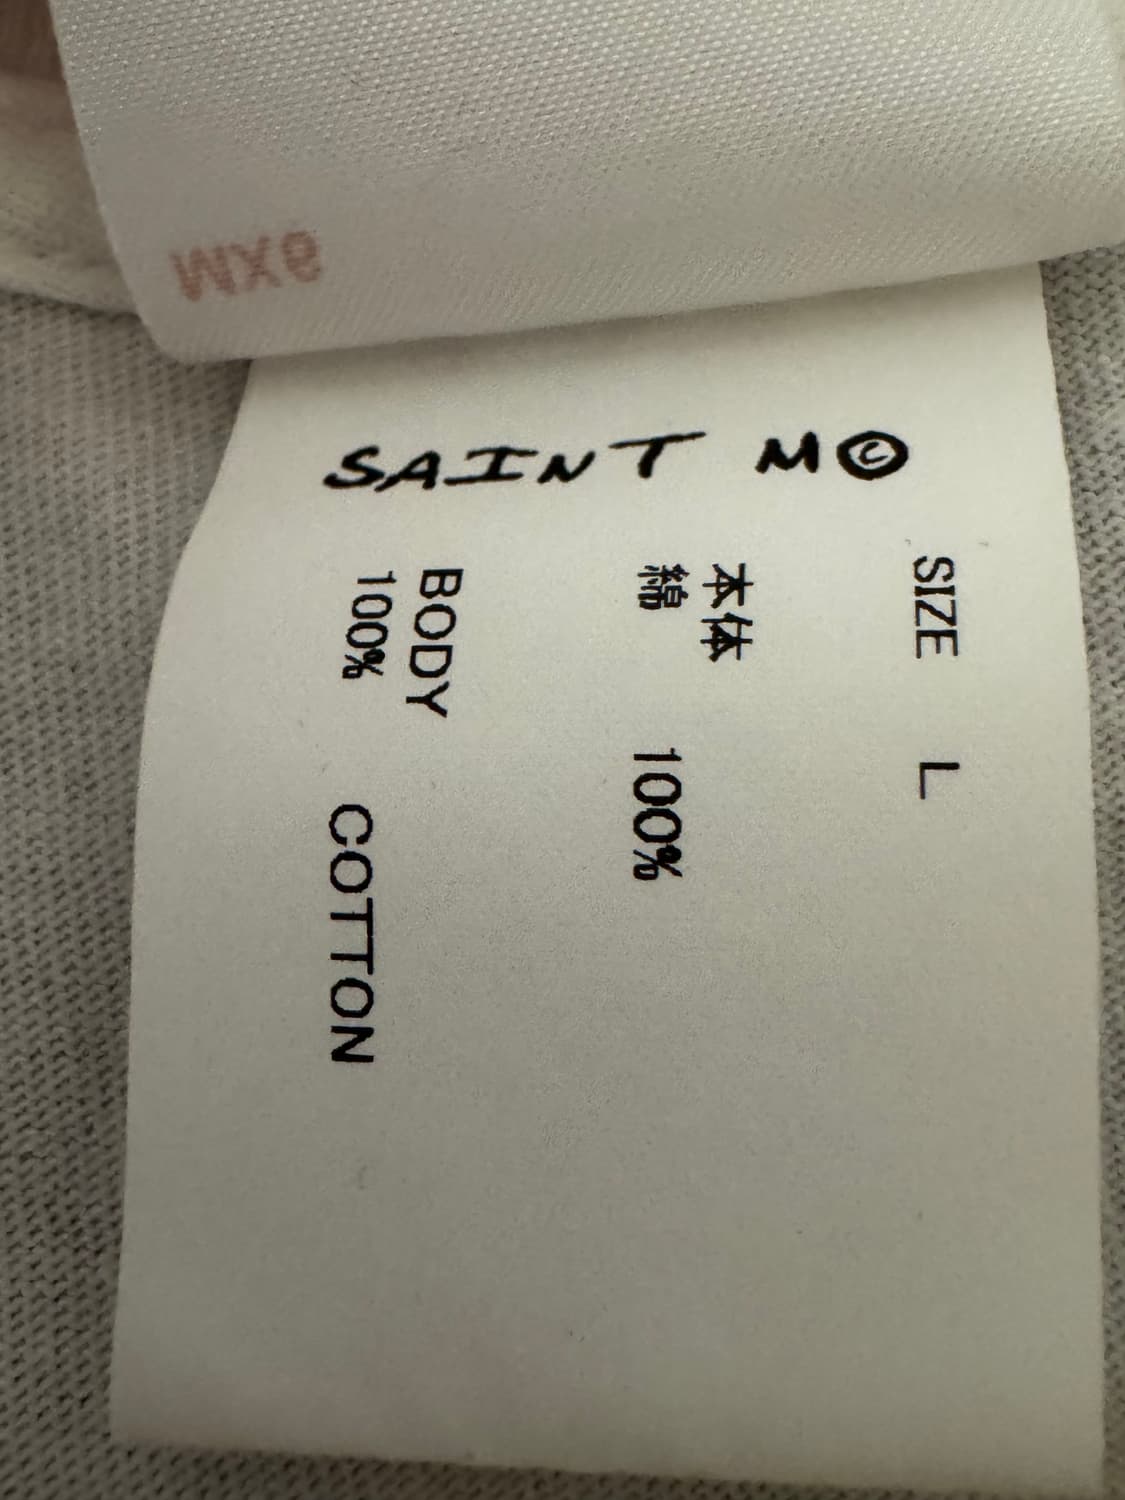 SAINT M©
SIZE L
本体
綿 100%
BODY
100% COTTON